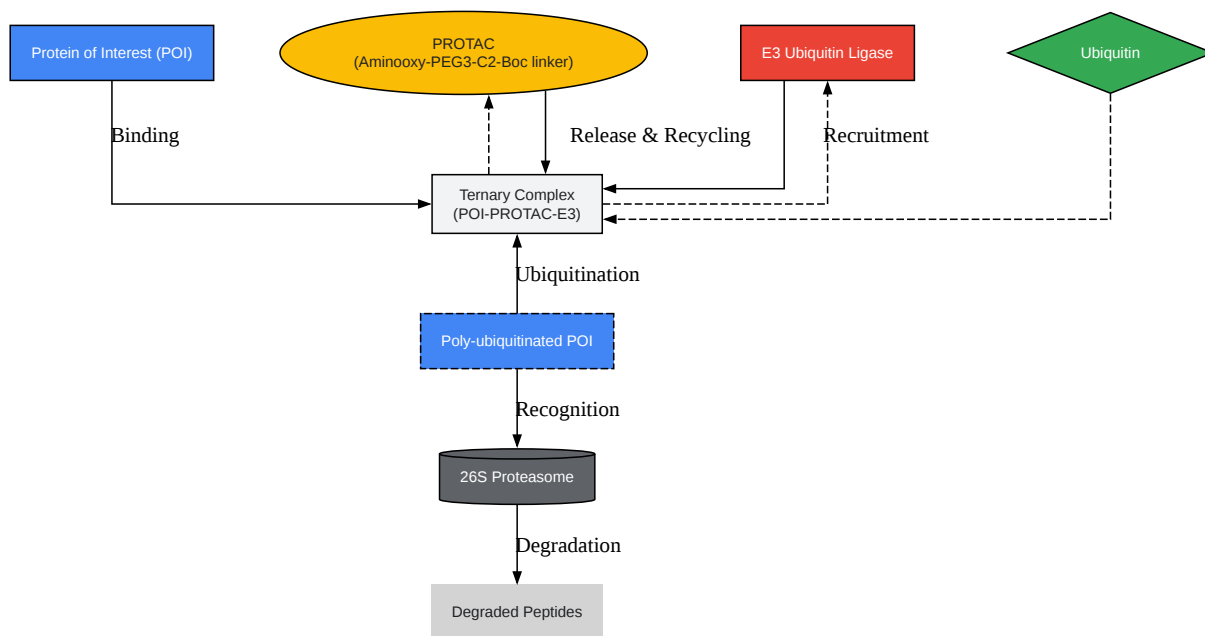 Protein of Interest (POI)
PROTAC
(Aminooxy-PEG3-C2-Boc linker)
E3 Ubiquitin Ligase
Ubiquitin
Binding
Release & Recycling
Recruitment
Ternary Complex
(POI-PROTAC-E3)
Ubiquitination
Poly-ubiquitinated POI
Recognition
26S Proteasome
Degradation
Degraded Peptides